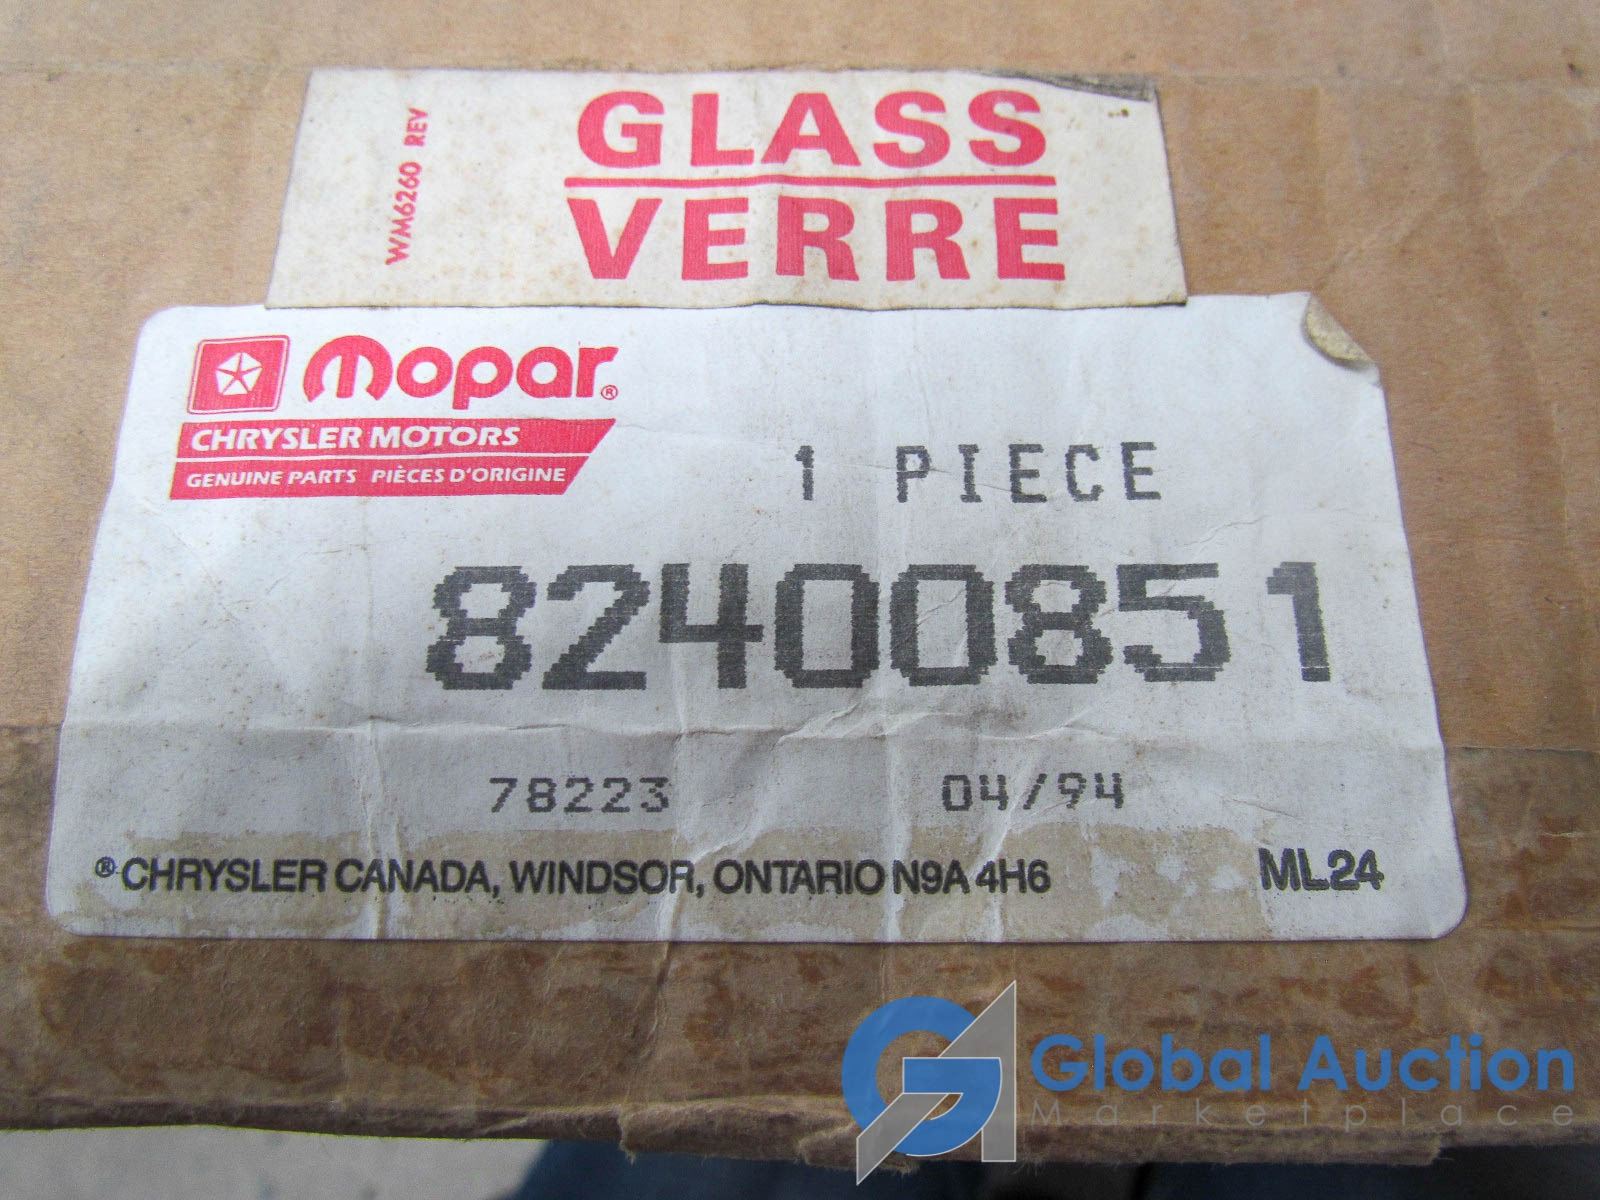 WM6260 REV
GLASS
VERRE
Mopar®
CHRYSLER MOTORS
GENUINE PARTS PIÈCES D'ORIGINE
1 PIECE
82400851
78223 04/94
® CHRYSLER CANADA, WINDSOR, ONTARIO N9A 4H6 ML24
Global Auction
Marketplace